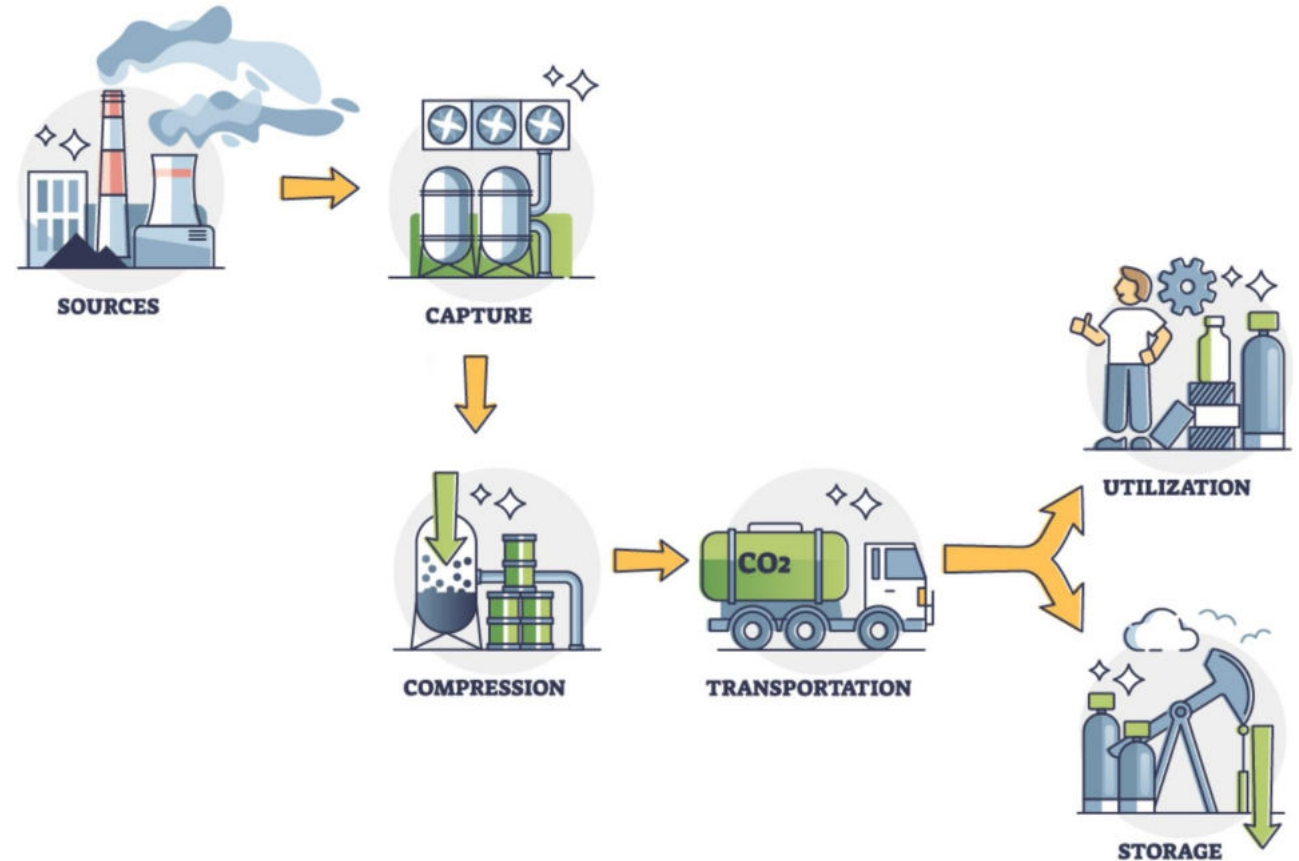 SOURCES
CAPTURE
COMPRESSION
CO2
TRANSPORTATION
UTILIZATION
STORAGE